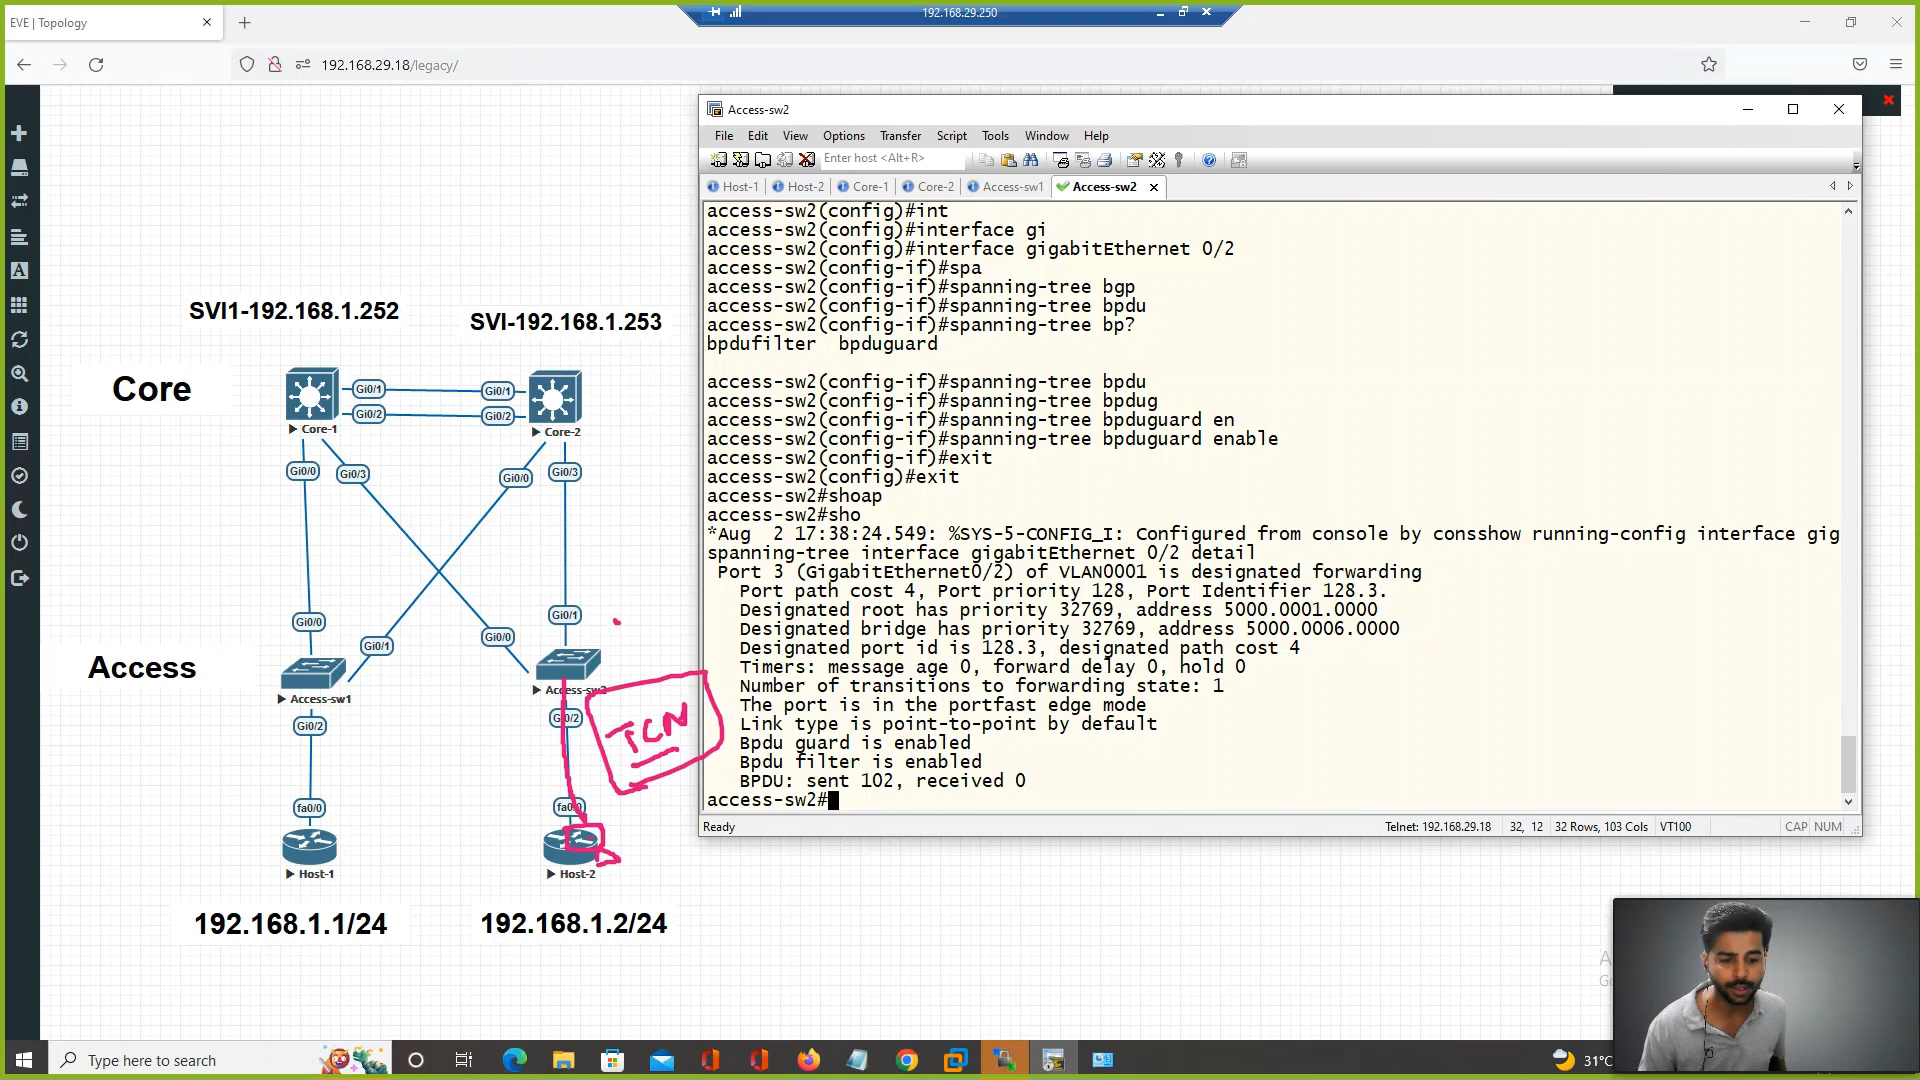 EVE | Topology
192.168.29.250
192.168.29.18/legacy/
SVI1-192.168.1.252
SVI-192.168.1.253
Core
Gi0/1
Gi0/1
Gi0/2
Gi0/2
Core-1
Core-2
Gi0/0
Gi0/3
Gi0/0
Gi0/3
Gi0/0
Gi0/1
Gi0/0
Gi0/1
Access
Access-sw1
Access-sw2
Gi0/2
Gi0/2
TCN
fa0/0
fa0/0
Host-1
Host-2
192.168.1.1/24
192.168.1.2/24
Access-sw2
File Edit View Options Transfer Script Tools Window Help
Enter host <Alt+R>
Host-1 Host-2 Core-1 Core-2 Access-sw1 Access-sw2
access-sw2(config)#int
access-sw2(config)#interface gi
access-sw2(config)#interface gigabitEthernet 0/2
access-sw2(config-if)#spa
access-sw2(config-if)#spanning-tree bgp
access-sw2(config-if)#spanning-tree bpdu
access-sw2(config-if)#spanning-tree bp?
bpdufilter  bpduguard
access-sw2(config-if)#spanning-tree bpdu
access-sw2(config-if)#spanning-tree bpdug
access-sw2(config-if)#spanning-tree bpduguard en
access-sw2(config-if)#spanning-tree bpduguard enable
access-sw2(config-if)#exit
access-sw2(config)#exit
access-sw2#shoap
access-sw2#sho
*Aug  2 17:38:24.549: %SYS-5-CONFIG_I: Configured from console by consshow running-config interface gig
spanning-tree interface gigabitEthernet 0/2 detail
Port 3 (GigabitEthernet0/2) of VLAN0001 is designated forwarding
Port path cost 4, Port priority 128, Port Identifier 128.3.
Designated root has priority 32769, address 5000.0001.0000
Designated bridge has priority 32769, address 5000.0006.0000
Designated port id is 128.3, designated path cost 4
Timers: message age 0, forward delay 0, hold 0
Number of transitions to forwarding state: 1
The port is in the portfast edge mode
Link type is point-to-point by default
Bpdu guard is enabled
Bpdu filter is enabled
BPDU: sent 102, received 0
access-sw2#
Ready
Telnet: 192.168.29.18
32, 12
32 Rows, 103 Cols
VT100
CAP NUM
Type here to search
31°C